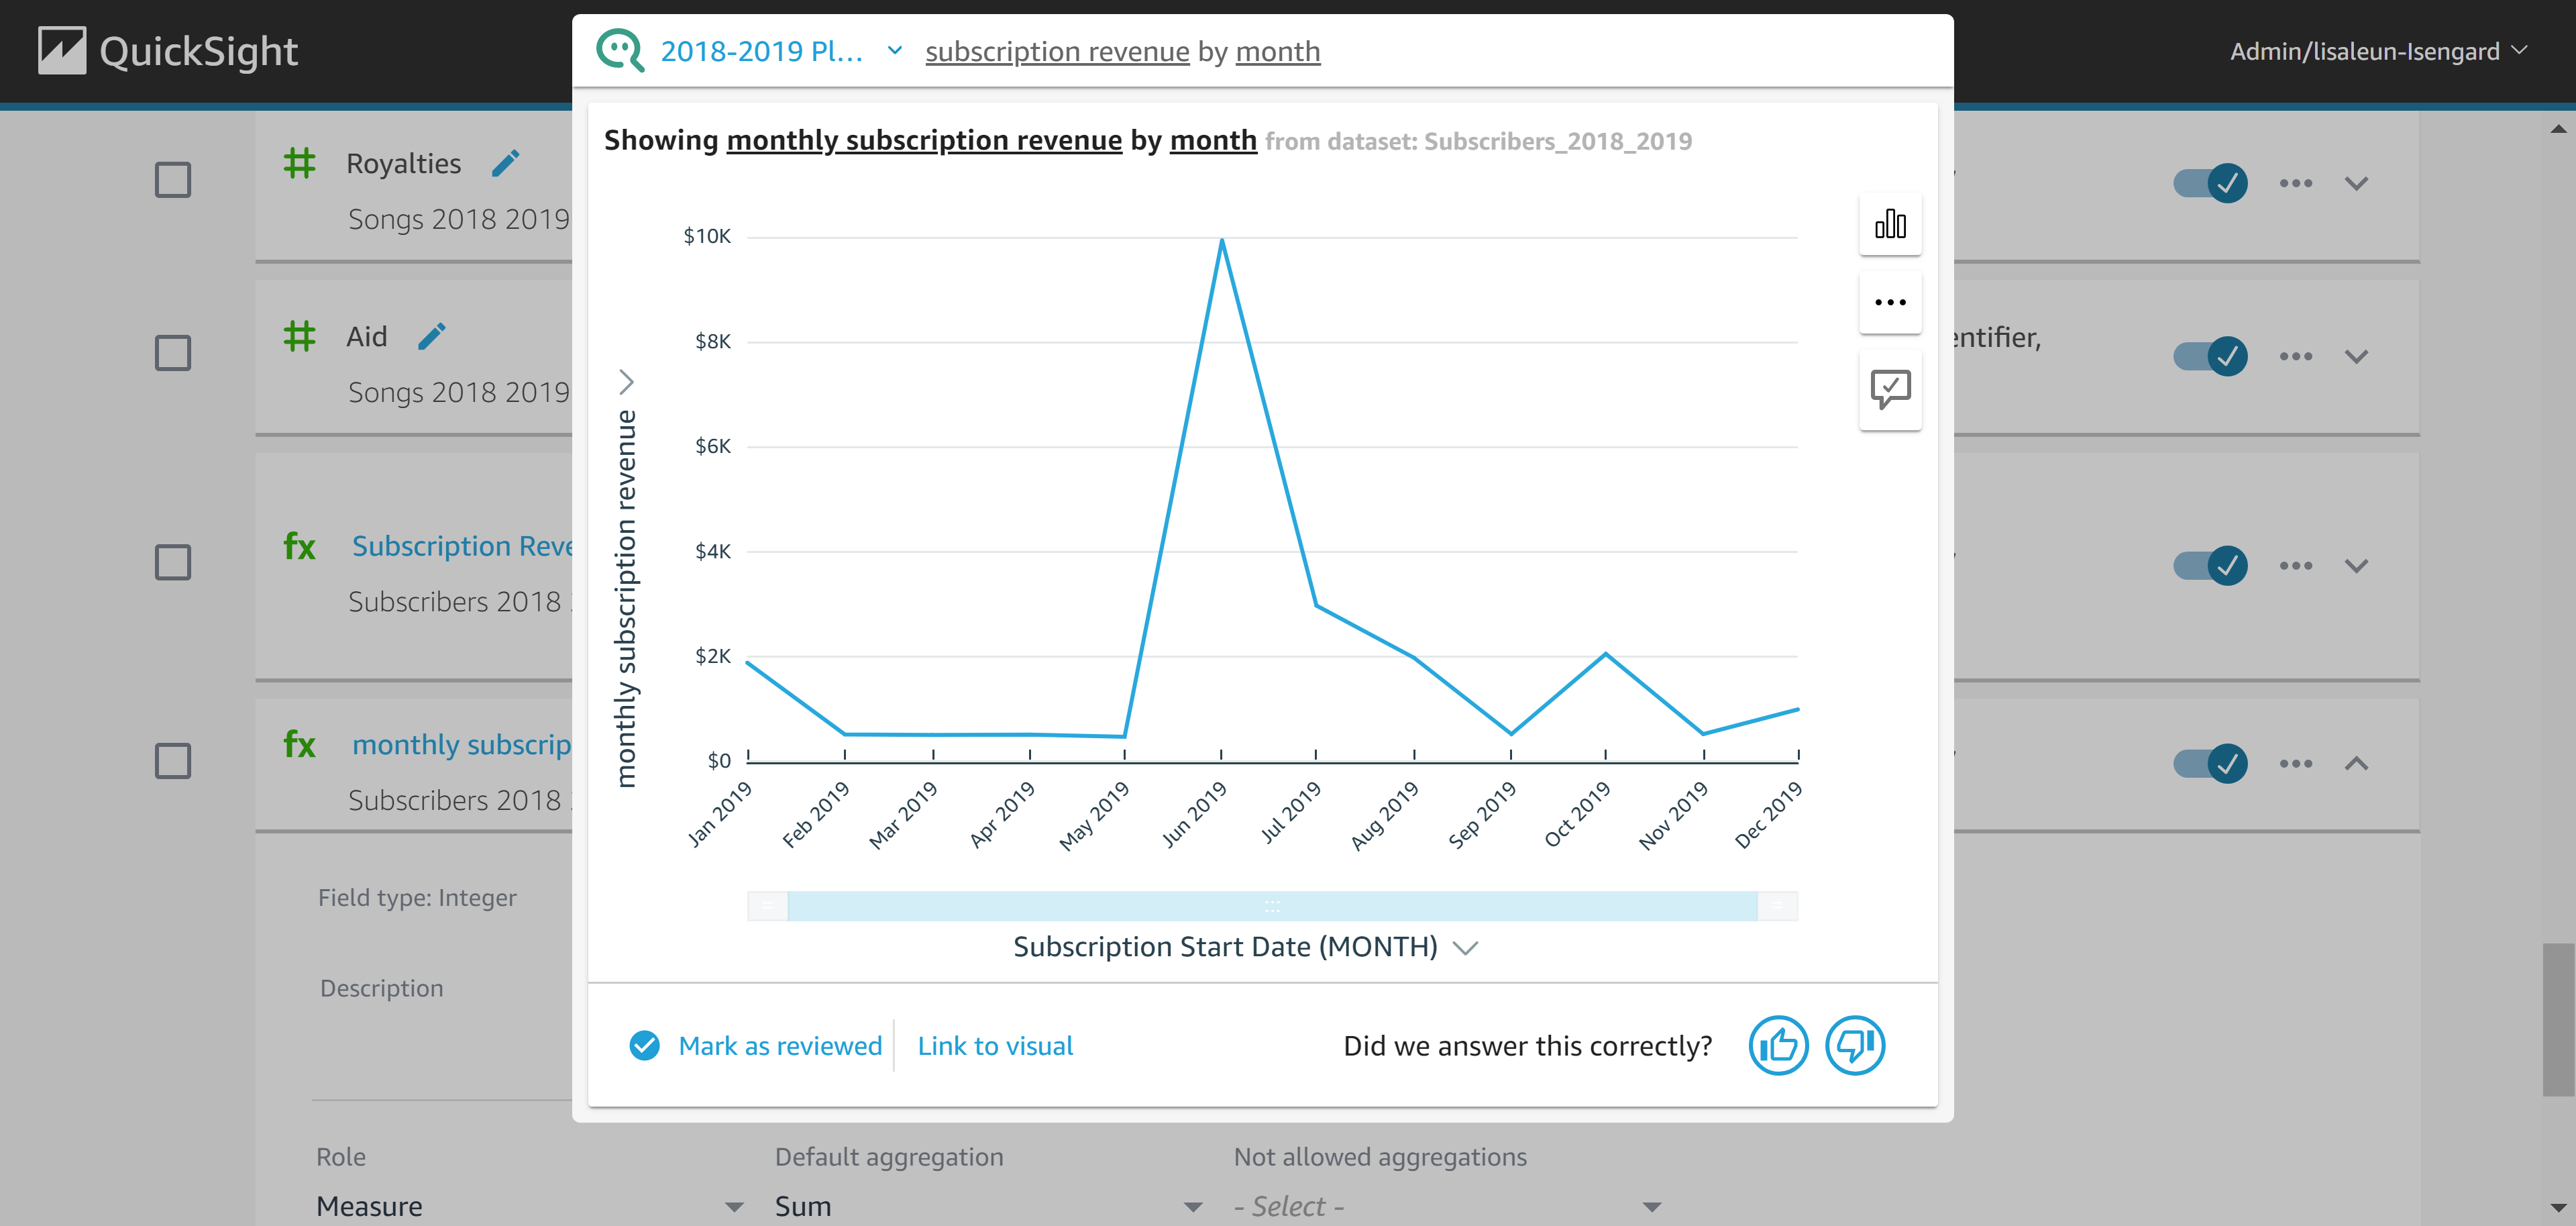 QuickSight
2018-2019 Pl...
subscription revenue by month
Admin/lisaleun-Isengard
Showing monthly subscription revenue by month from dataset: Subscribers_2018_2019
Royalties
Songs 2018 2019
Aid
Songs 2018 2019
entifier,
fx Subscription Reve
Subscribers 2018
fx monthly subscrip
Subscribers 2018
Field type: Integer
Description
monthly subscription revenue
$10K
$8K
$6K
$4K
$2K
$0
Jan 2019
Feb 2019
Mar 2019
Apr 2019
May 2019
Jun 2019
Jul 2019
Aug 2019
Sep 2019
Oct 2019
Nov 2019
Dec 2019
Subscription Start Date (MONTH)
Mark as reviewed
Link to visual
Did we answer this correctly?
Role
Default aggregation
Not allowed aggregations
Measure
Sum
- Select -